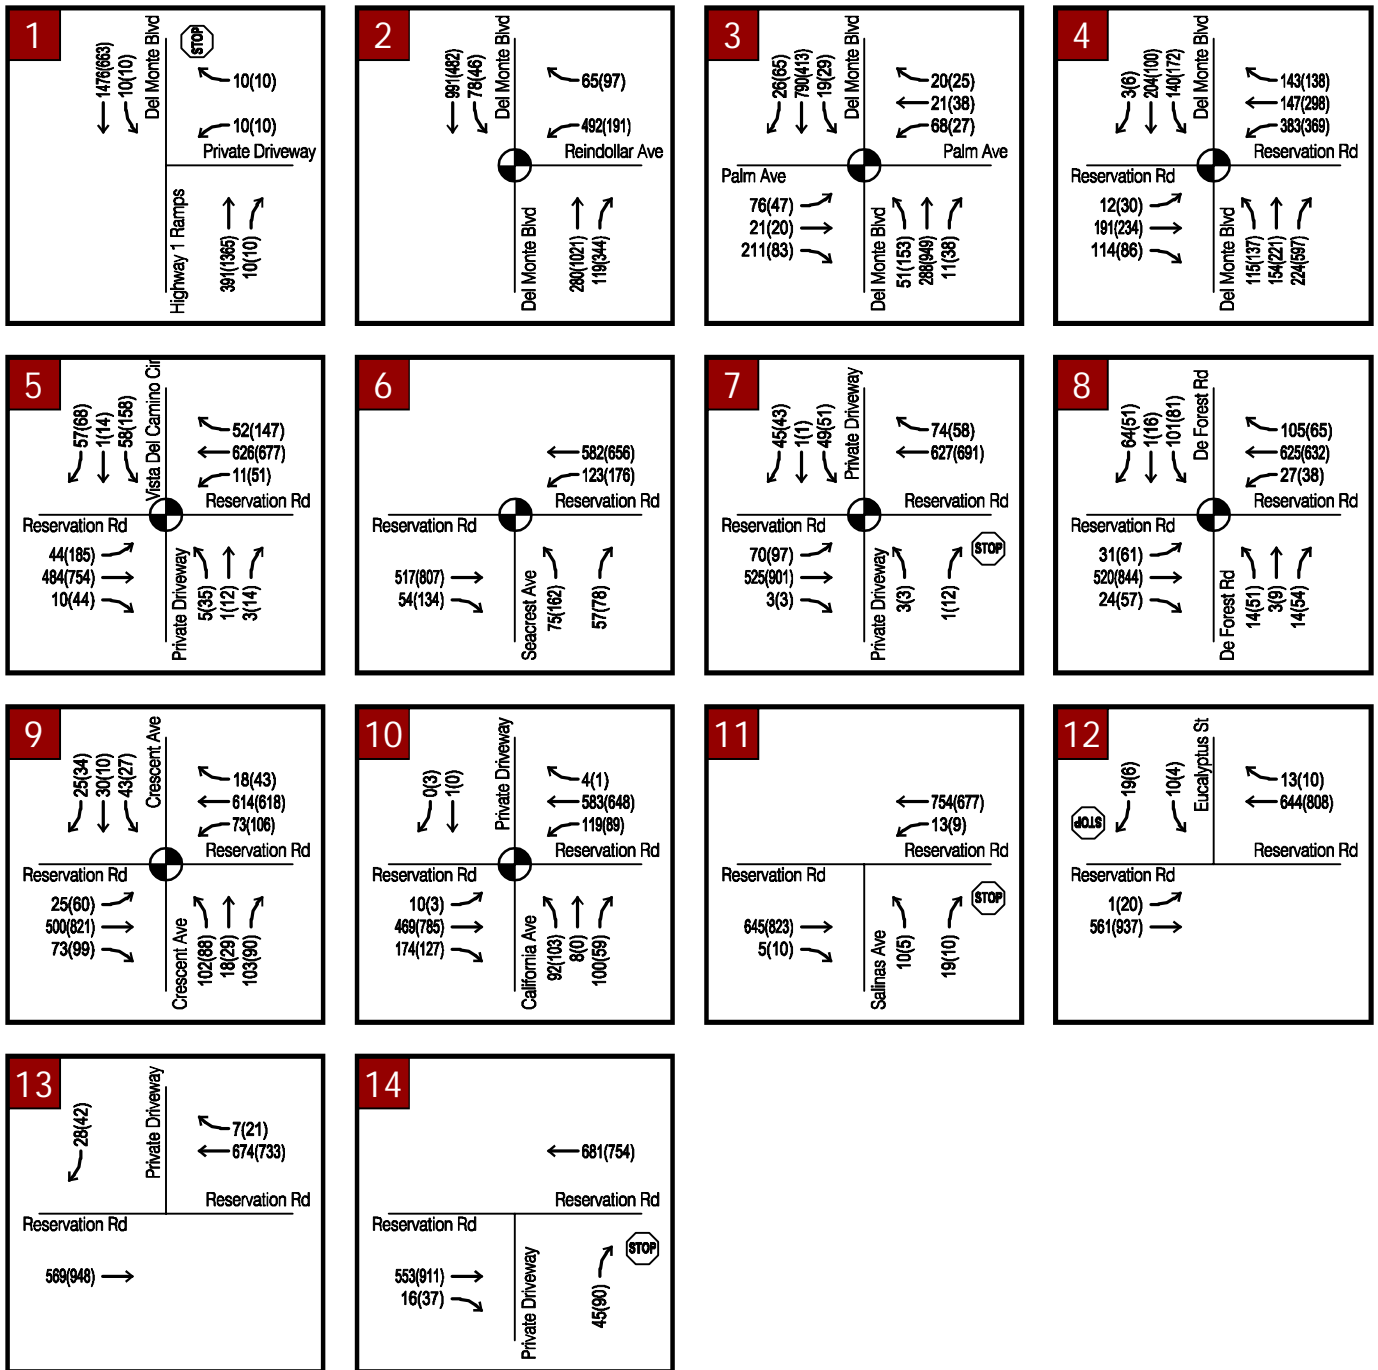 1
1476(663)
10(10)
Del Monte Blvd
STOP
10(10)
10(10)
Private Driveway
Highway 1 Ramps
391(1365)
10(10)
2
991(482)
78(46)
Del Monte Blvd
65(97)
492(191)
Reindollar Ave
Del Monte Blvd
280(1021)
119(344)
3
26(65)
790(413)
19(29)
Del Monte Blvd
20(25)
21(38)
68(27)
Palm Ave
Palm Ave
76(47)
21(20)
211(83)
Del Monte Blvd
51(153)
288(949)
11(38)
4
3(6)
204(100)
140(172)
Del Monte Blvd
143(138)
147(298)
383(369)
Reservation Rd
Reservation Rd
12(30)
191(234)
114(86)
Del Monte Blvd
115(137)
154(221)
224(597)
5
57(68)
1(14)
58(158)
Vista Del Camino Cir
52(147)
626(677)
11(51)
Reservation Rd
Reservation Rd
44(185)
484(754)
10(44)
Private Driveway
5(35)
1(12)
3(14)
6
582(656)
123(176)
Reservation Rd
Reservation Rd
517(807)
54(134)
Seacrest Ave
75(162)
57(78)
7
45(43)
1(1)
49(51)
Private Driveway
74(58)
627(691)
Reservation Rd
Reservation Rd
70(97)
525(901)
3(3)
Private Driveway
3(3)
1(12)
STOP
8
64(51)
1(16)
101(81)
De Forest Rd
105(65)
625(632)
27(38)
Reservation Rd
Reservation Rd
31(61)
520(844)
24(57)
De Forest Rd
14(51)
3(9)
14(54)
9
25(34)
30(10)
43(27)
Crescent Ave
18(43)
614(618)
73(106)
Reservation Rd
Reservation Rd
25(60)
500(821)
73(99)
Crescent Ave
102(88)
18(29)
103(90)
10
0(3)
1(0)
Private Driveway
4(1)
583(648)
119(89)
Reservation Rd
Reservation Rd
10(3)
469(785)
174(127)
California Ave
92(103)
8(0)
100(59)
11
754(677)
13(9)
Reservation Rd
Reservation Rd
645(823)
5(10)
Salinas Ave
10(5)
19(10)
STOP
12
19(6)
10(4)
Eucalyptus St
STOP
13(10)
644(808)
Reservation Rd
Reservation Rd
1(20)
561(937)
13
28(42)
Private Driveway
7(21)
674(733)
Reservation Rd
Reservation Rd
569(948)
14
681(754)
Reservation Rd
Reservation Rd
553(911)
16(37)
Private Driveway
45(90)
STOP